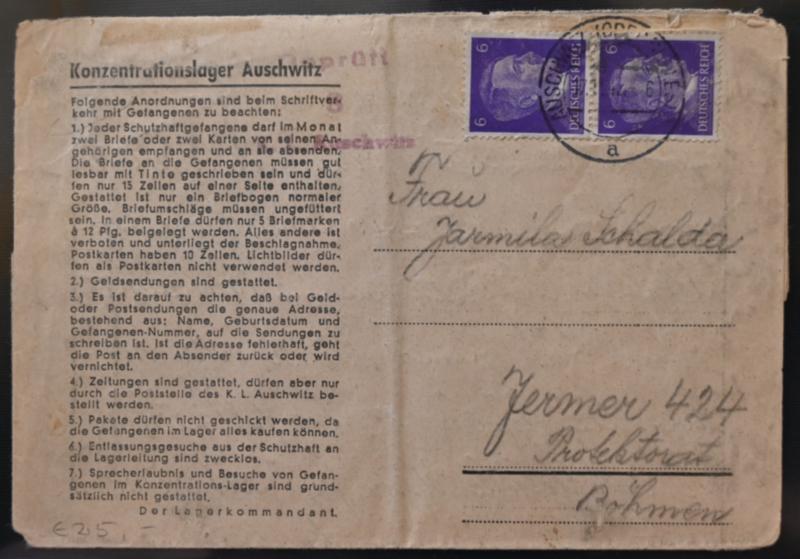 Konzentrationslager Auschwitz
Folgende Anordnungen sind beim Schriftver-
kehr mit Gefangenen zu beachten:
1.) Jeder Schutzhaftgefangene darf im Monat
zwei Briefe oder zwei Karten von seinen An-
gehörigen empfangen und an sie absenden.
Die Briefe an die Gefangenen müssen gut
lesbar mit Tinte geschrieben sein und dür-
fen nur 15 Zeilen auf einer Seite enthalten.
Gestattet ist nur ein Briefbogen normaler
Größe. Briefumschläge müssen ungefüttert
sein. In einem Briefe dürfen nur 5 Briefmarken
à 12 Pfg. beigelegt werden. Alles andere ist
verboten und unterliegt der Beschlagnahme.
Postkarten haben 10 Zeilen. Lichtbilder dür-
fen als Postkarten nicht verwendet werden.
2.) Geldsendungen sind gestattet.
3.) Es ist darauf zu achten, daß bei Geld-
oder Postsendungen die genaue Adresse,
bestehend aus: Name, Geburtsdatum und
Gefangenen-Nummer, auf die Sendungen zu
schreiben ist. Ist die Adresse fehlerhaft, geht
die Post an den Absender zurück oder wird
vernichtet.
4.) Zeitungen sind gestattet, dürfen aber nur
durch die Poststelle des K. L. Auschwitz be-
stellt werden.
5.) Pakete dürfen nicht geschickt werden, da
die Gefangenen im Lager alles kaufen können.
6.) Entlassungsgesuche aus der Schutzhaft an
die Lagerleitung sind zwecklos.
7.) Sprecherlaubnis und Besuche von Gefan-
genen im Konzentrations-Lager sind grund-
sätzlich nicht gestattet.
Der Lagerkommandant.
€25,-
Geprüft
Auschwitz
6 DEUTSCHES REICH 6
6 DEUTSCHES REICH
a
Frau
Jarmila Schalda
Jermer 424
Protektorat
Böhmen